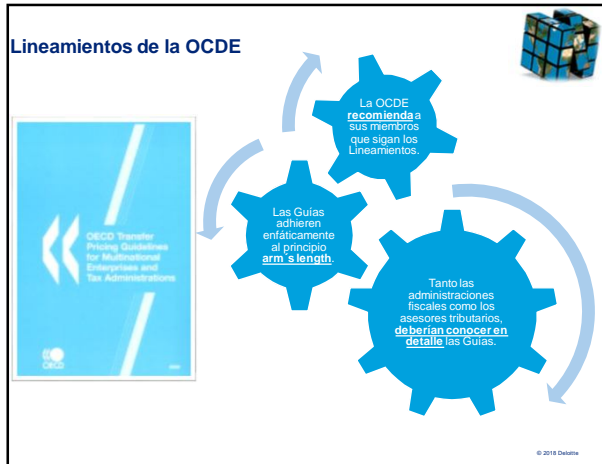 Lineamientos de la OCDE
La OCDE
recomienda a
sus miembros
que sigan los
Lineamientos.
Las Guías
adhieren
enfáticamente
al principio
arm´s length.
Tanto las
administraciones
fiscales como los
asesores tributarios,
deberían conocer en
detalle las Guías.
OECD Transfer
Pricing Guidelines
for Multinational
Enterprises and
Tax Administrations
OECD
© 2018 Deloitte